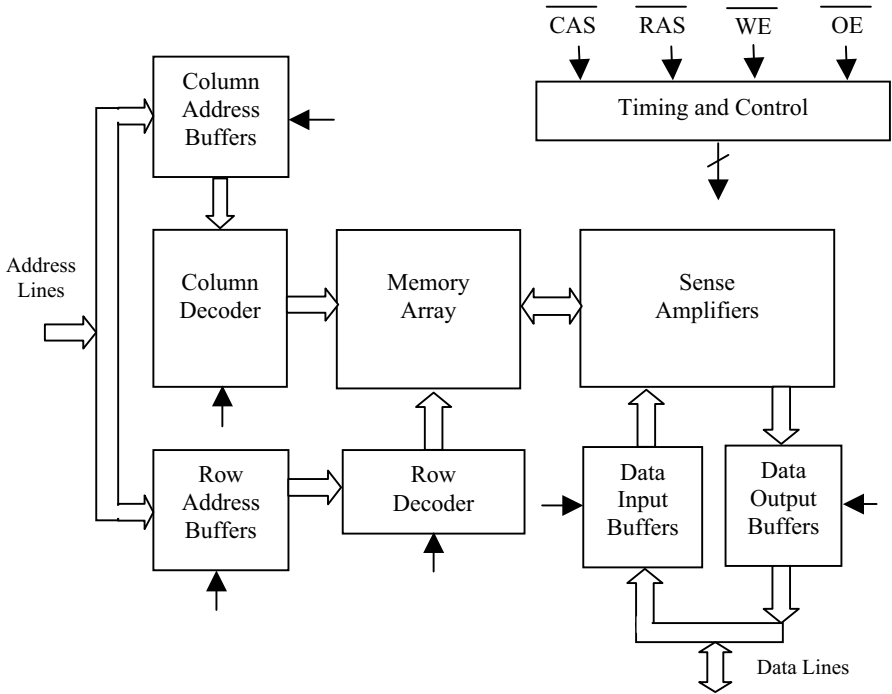 CAS RAS WE OE
Timing and Control
Column
Address
Buffers
Address
Lines
Column
Decoder
Memory
Array
Sense
Amplifiers
Row
Address
Buffers
Row
Decoder
Data
Input
Buffers
Data
Output
Buffers
Data Lines